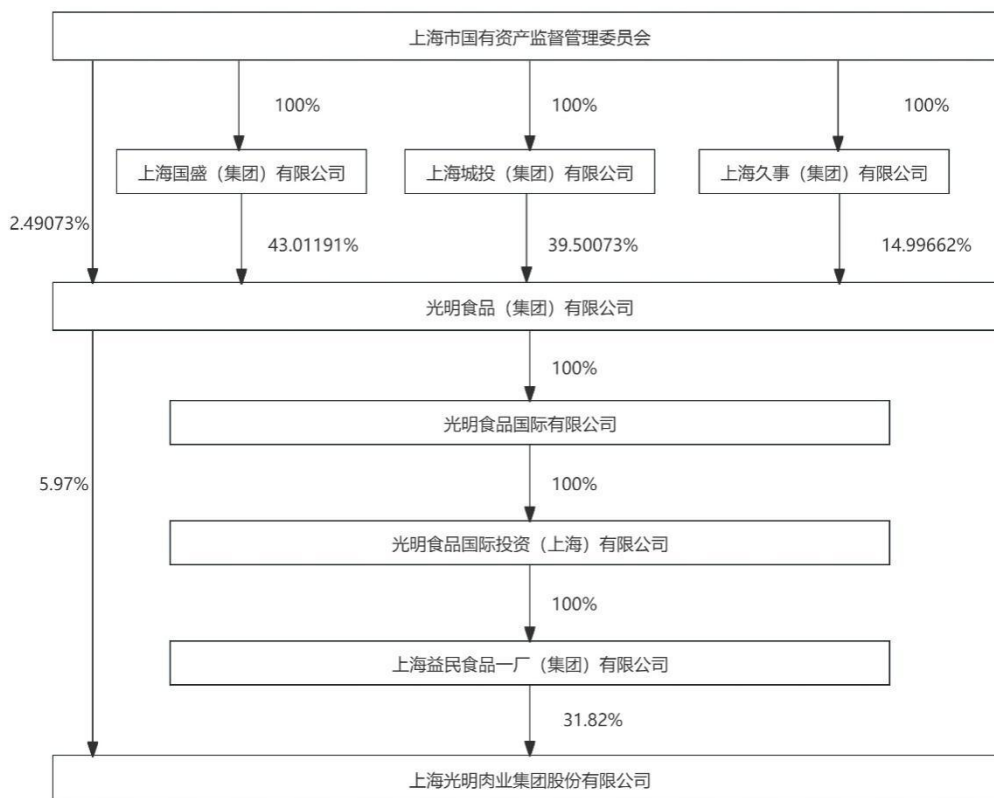 上海市国有资产监督管理委员会
100%
100%
100%
上海国盛（集团）有限公司
上海城投（集团）有限公司
上海久事（集团）有限公司
2.49073%
43.01191%
39.50073%
14.99662%
光明食品（集团）有限公司
100%
光明食品国际有限公司
5.97%
100%
光明食品国际投资（上海）有限公司
100%
上海益民食品一厂（集团）有限公司
31.82%
上海光明肉业集团股份有限公司